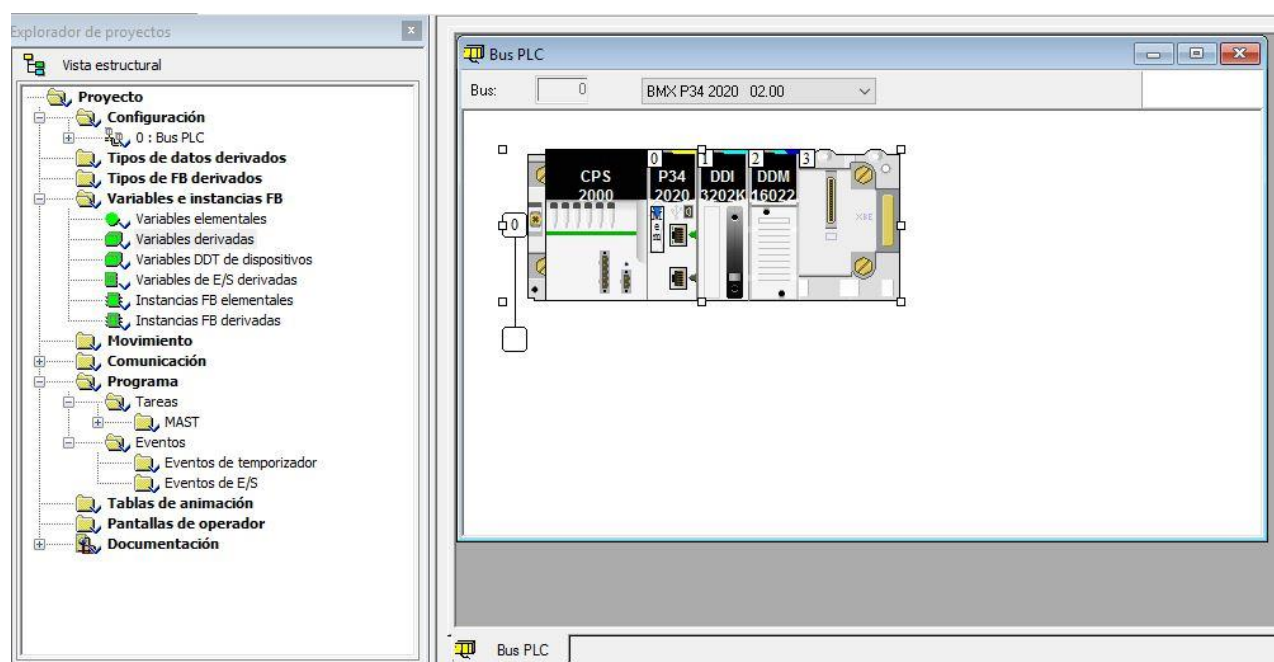 Explorador de proyectos
x
Vista estructural
Proyecto
Configuración
0 : Bus PLC
Tipos de datos derivados
Tipos de FB derivados
Variables e instancias FB
Variables elementales
Variables derivadas
Variables DDT de dispositivos
Variables de E/S derivadas
Instancias FB elementales
Instancias FB derivadas
Movimiento
Comunicación
Programa
Tareas
MAST
Eventos
Eventos de temporizador
Eventos de E/S
Tablas de animación
Pantallas de operador
Documentación
Bus PLC
Bus: 0 BMX P34 2020 02.00
0 1 2 3
CPS P34 DDI DDM
2000 2020 3202K 16022
0
XBE
0
Bus PLC